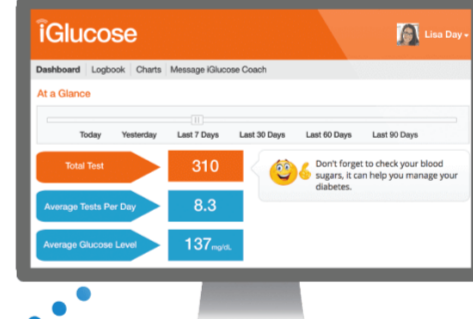 iGlucose
Lisa Day
Dashboard Logbook Charts Message iGlucose Coach
At a Glance
Today Yesterday Last 7 Days Last 30 Days Last 60 Days Last 90 Days
Total Test 310
Don't forget to check your blood
sugars, it can help you manage your
diabetes.
Average Tests Per Day 8.3
Average Glucose Level 137 mg/dL